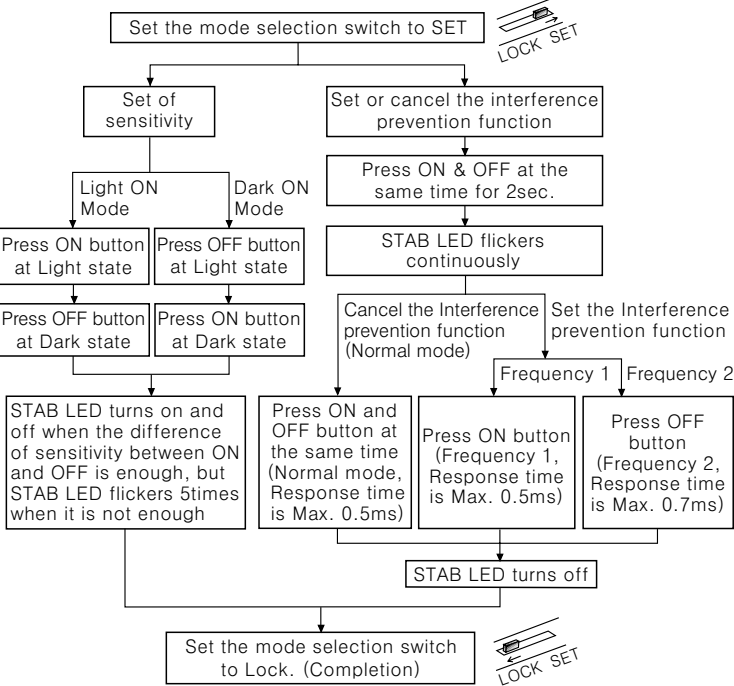 Set the mode selection switch to SET
LOCK SET
Set of
sensitivity
Set or cancel the interference
prevention function
Press ON & OFF at the
same time for 2sec.
Light ON
Mode
Dark ON
Mode
Press ON button
at Light state
Press OFF button
at Light state
STAB LED flickers
continuously
Press OFF button
at Dark state
Press ON button
at Dark state
Cancel the Interference
prevention function
(Normal mode)
Set the Interference
prevention function
Frequency 1
Frequency 2
STAB LED turns on and
off when the difference
of sensitivity between ON
and OFF is enough, but
STAB LED flickers 5times
when it is not enough
Press ON and
OFF button at
the same time
(Normal mode,
Response time
is Max. 0.5ms)
Press ON button
(Frequency 1,
Response time
is Max. 0.5ms)
Press OFF
button
(Frequency 2,
Response time
is Max. 0.7ms)
STAB LED turns off
Set the mode selection switch
to Lock. (Completion)
LOCK SET